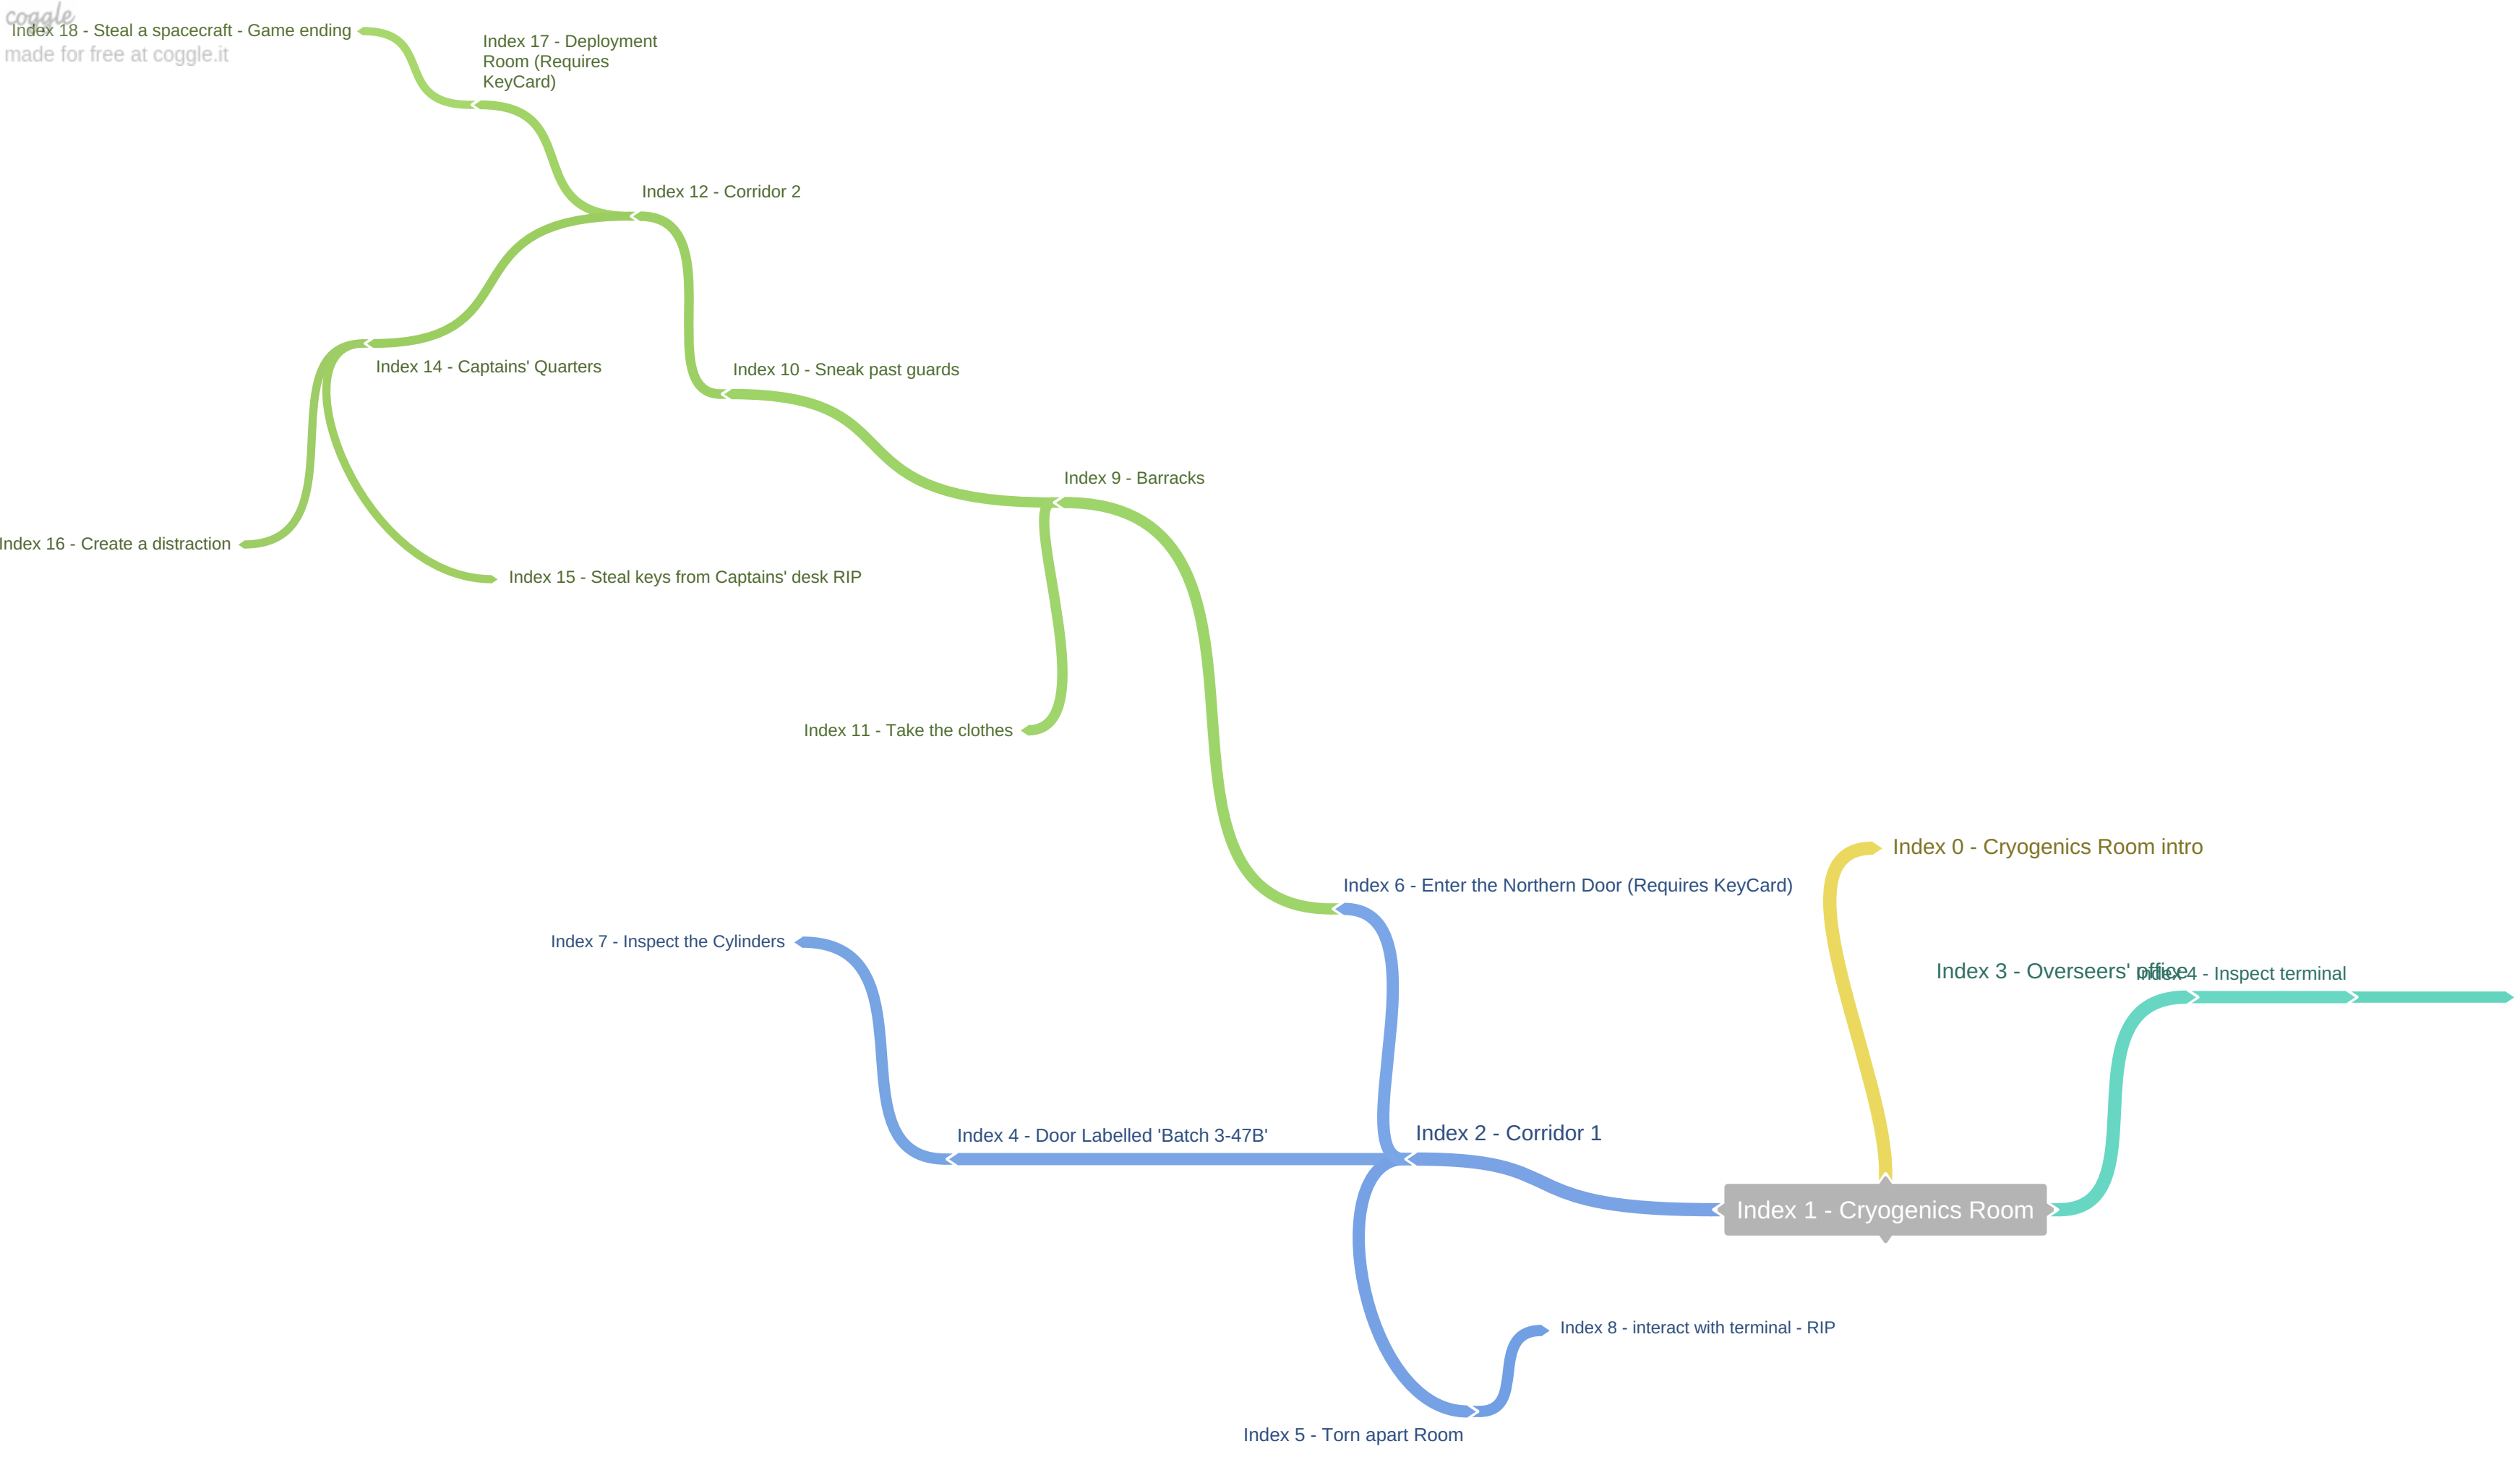 coggle
made for free at coggle.it
Index 18 - Steal a spacecraft - Game ending
Index 17 - Deployment
Room (Requires
KeyCard)
Index 12 - Corridor 2
Index 14 - Captains' Quarters
Index 10 - Sneak past guards
Index 9 - Barracks
Index 16 - Create a distraction
Index 15 - Steal keys from Captains' desk RIP
Index 11 - Take the clothes
Index 0 - Cryogenics Room intro
Index 6 - Enter the Northern Door (Requires KeyCard)
Index 7 - Inspect the Cylinders
Index 3 - Overseers' office
Index 4 - Inspect terminal
Index 4 - Door Labelled 'Batch 3-47B'
Index 2 - Corridor 1
Index 1 - Cryogenics Room
Index 8 - interact with terminal - RIP
Index 5 - Torn apart Room